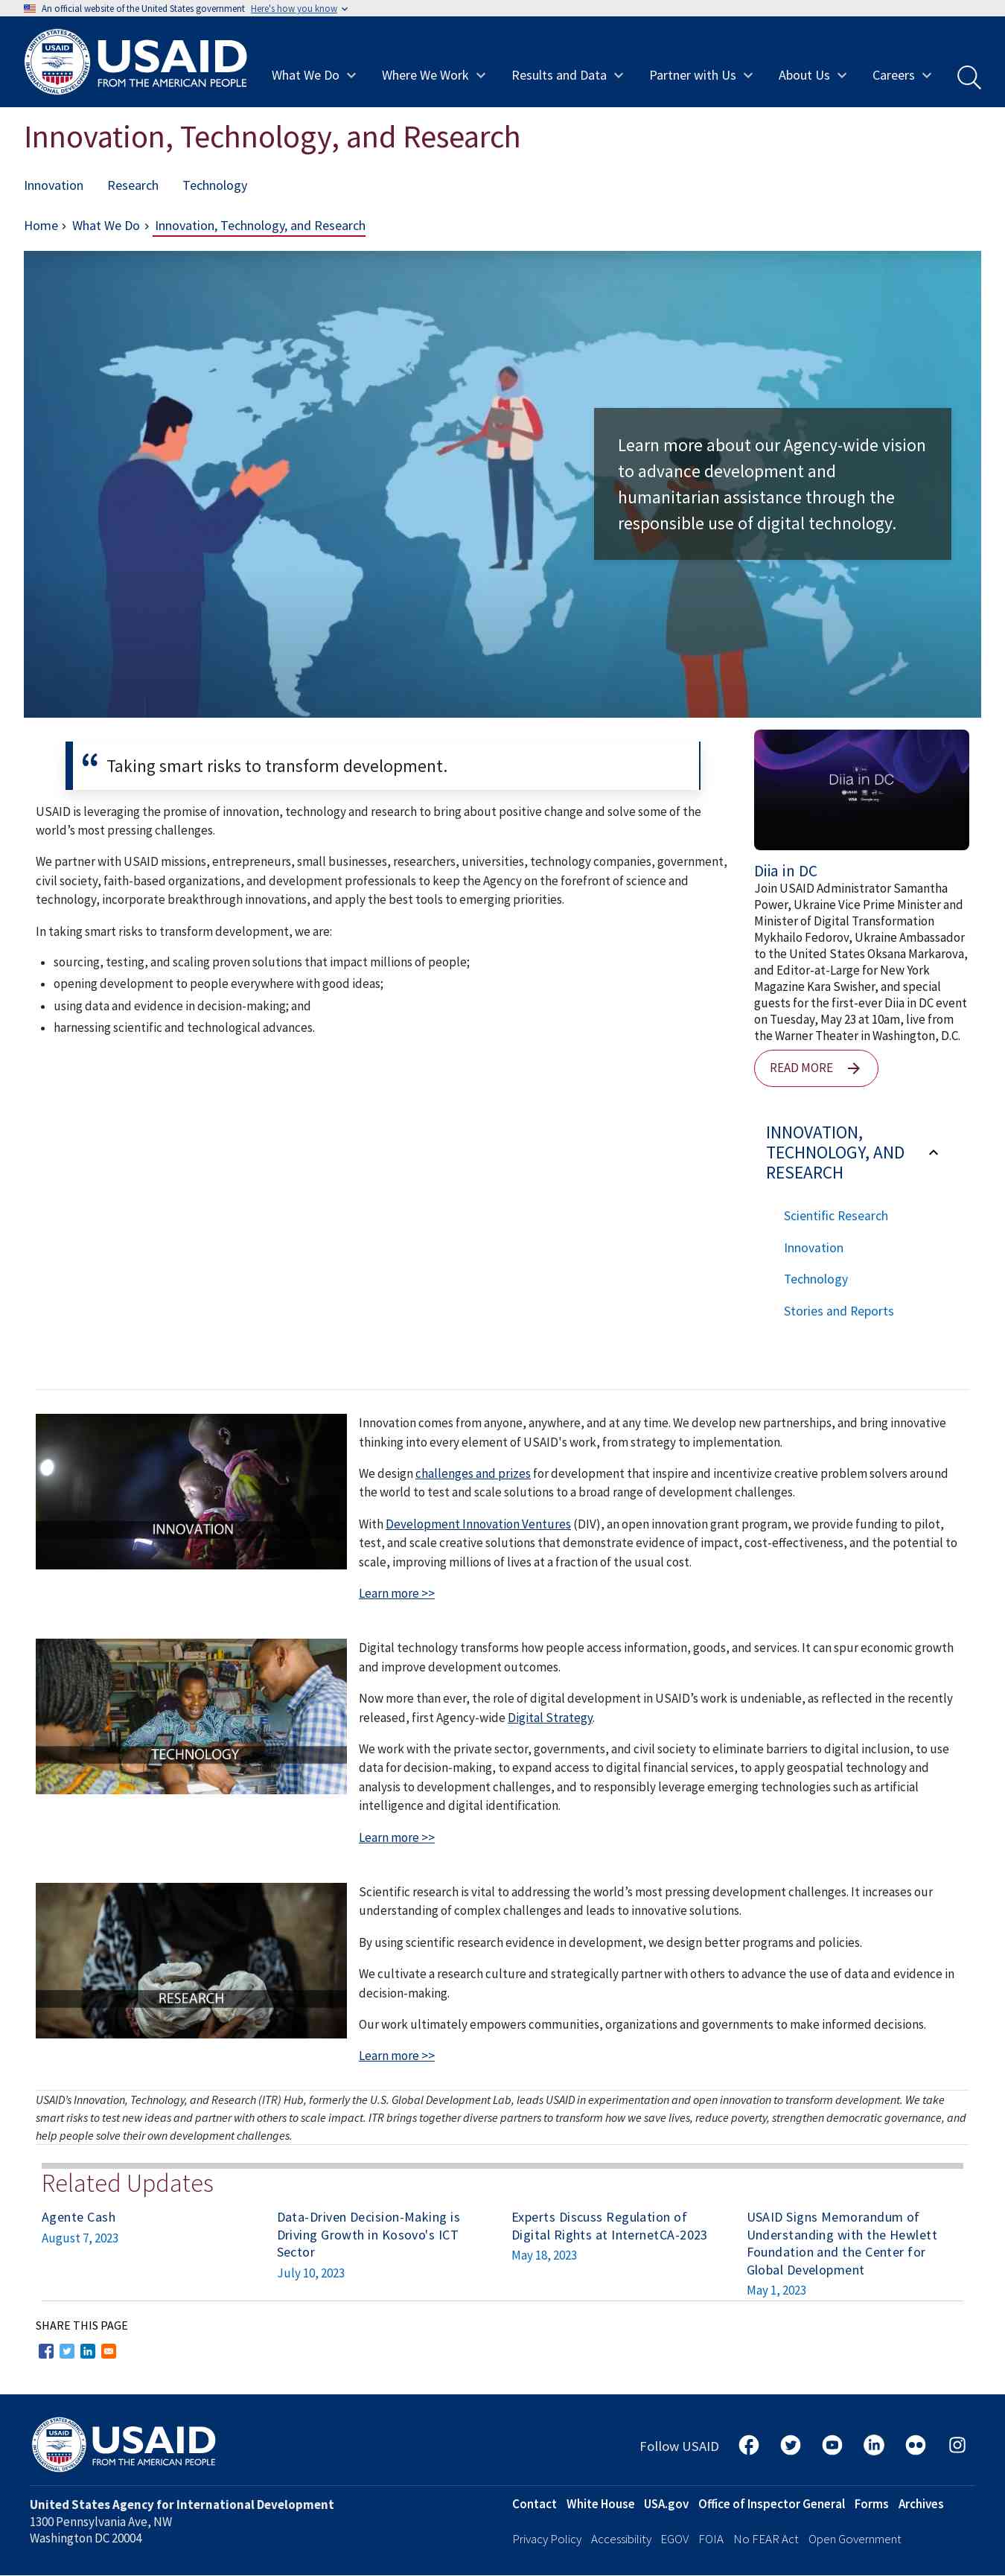 An official website of the United States government Here's how you know
USAID
FROM THE AMERICAN PEOPLE
What We Do
Where We Work
Results and Data
Partner with Us
About Us
Careers
Innovation, Technology, and Research
Innovation
Research
Technology
Home › What We Do › Innovation, Technology, and Research
Learn more about our Agency-wide vision
to advance development and
humanitarian assistance through the
responsible use of digital technology.
“ Taking smart risks to transform development.
USAID is leveraging the promise of innovation, technology and research to bring about positive change and solve some of the
world’s most pressing challenges.
We partner with USAID missions, entrepreneurs, small businesses, researchers, universities, technology companies, government,
civil society, faith-based organizations, and development professionals to keep the Agency on the forefront of science and
technology, incorporate breakthrough innovations, and apply the best tools to emerging priorities.
In taking smart risks to transform development, we are:
• sourcing, testing, and scaling proven solutions that impact millions of people;
• opening development to people everywhere with good ideas;
• using data and evidence in decision-making; and
• harnessing scientific and technological advances.
Diia in DC
Diia in DC
Join USAID Administrator Samantha
Power, Ukraine Vice Prime Minister and
Minister of Digital Transformation
Mykhailo Fedorov, Ukraine Ambassador
to the United States Oksana Markarova,
and Editor-at-Large for New York
Magazine Kara Swisher, and special
guests for the first-ever Diia in DC event
on Tuesday, May 23 at 10am, live from
the Warner Theater in Washington, D.C.
READ MORE
INNOVATION,
TECHNOLOGY, AND
RESEARCH
Scientific Research
Innovation
Technology
Stories and Reports
INNOVATION
Innovation comes from anyone, anywhere, and at any time. We develop new partnerships, and bring innovative
thinking into every element of USAID's work, from strategy to implementation.
We design challenges and prizes for development that inspire and incentivize creative problem solvers around
the world to test and scale solutions to a broad range of development challenges.
With Development Innovation Ventures (DIV), an open innovation grant program, we provide funding to pilot,
test, and scale creative solutions that demonstrate evidence of impact, cost-effectiveness, and the potential to
scale, improving millions of lives at a fraction of the usual cost.
Learn more >>
TECHNOLOGY
Digital technology transforms how people access information, goods, and services. It can spur economic growth
and improve development outcomes.
Now more than ever, the role of digital development in USAID’s work is undeniable, as reflected in the recently
released, first Agency-wide Digital Strategy.
We work with the private sector, governments, and civil society to eliminate barriers to digital inclusion, to use
data for decision-making, to expand access to digital financial services, to apply geospatial technology and
analysis to development challenges, and to responsibly leverage emerging technologies such as artificial
intelligence and digital identification.
Learn more >>
RESEARCH
Scientific research is vital to addressing the world’s most pressing development challenges. It increases our
understanding of complex challenges and leads to innovative solutions.
By using scientific research evidence in development, we design better programs and policies.
We cultivate a research culture and strategically partner with others to advance the use of data and evidence in
decision-making.
Our work ultimately empowers communities, organizations and governments to make informed decisions.
Learn more >>
USAID’s Innovation, Technology, and Research (ITR) Hub, formerly the U.S. Global Development Lab, leads USAID in experimentation and open innovation to transform development. We take
smart risks to test new ideas and partner with others to scale impact. ITR brings together diverse partners to transform how we save lives, reduce poverty, strengthen democratic governance, and
help people solve their own development challenges.
Related Updates
Agente Cash
August 7, 2023
Data-Driven Decision-Making is
Driving Growth in Kosovo's ICT
Sector
July 10, 2023
Experts Discuss Regulation of
Digital Rights at InternetCA-2023
May 18, 2023
USAID Signs Memorandum of
Understanding with the Hewlett
Foundation and the Center for
Global Development
May 1, 2023
SHARE THIS PAGE
USAID
FROM THE AMERICAN PEOPLE
Follow USAID
United States Agency for International Development
1300 Pennsylvania Ave, NW
Washington DC 20004
Contact White House USA.gov Office of Inspector General Forms Archives
Privacy Policy Accessibility EGOV FOIA No FEAR Act Open Government